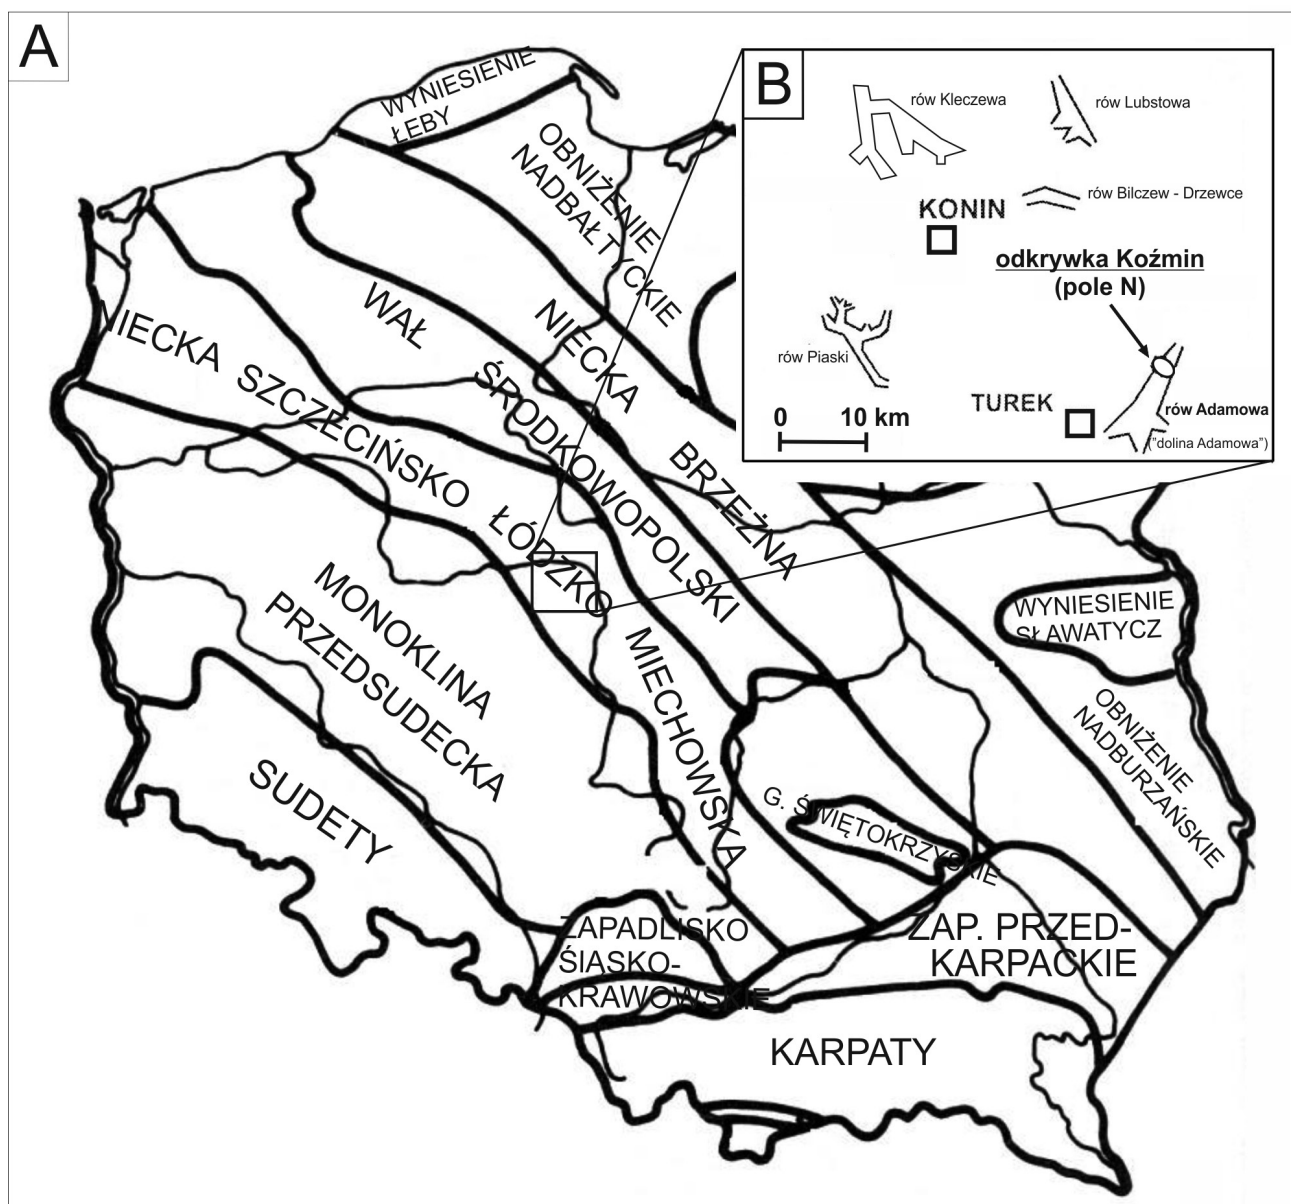 A
WYNIESIENIE
ŁEBY
OBNIŻENIE
NADBAŁTYCKIE
B
rów Kleczewa
rów Lubstowa
rów Bilczew - Drzewce
KONIN
odkrywka Koźmin
(pole N)
rów Piaski
0 10 km
TUREK
rów Adamowa
("dolina Adamowa")
WAŁ
ŚRODKOWOPOLSKI
NIECKA
BRZEŻNA
NIECKA SZCZECIŃSKO ŁÓDZKO
MIECHOWSKA
MONOKLINA
PRZEDSUDECKA
SUDETY
WYNIESIENIE
SŁAWATYCZ
OBNIŻENIE
NADBURZAŃSKIE
G. ŚWIĘTOKRZYSKIE
ZAPADLISKO
ŚIASKO-
KRAWOWSKIE
ZAP. PRZED-
KARPACKIE
KARPATY